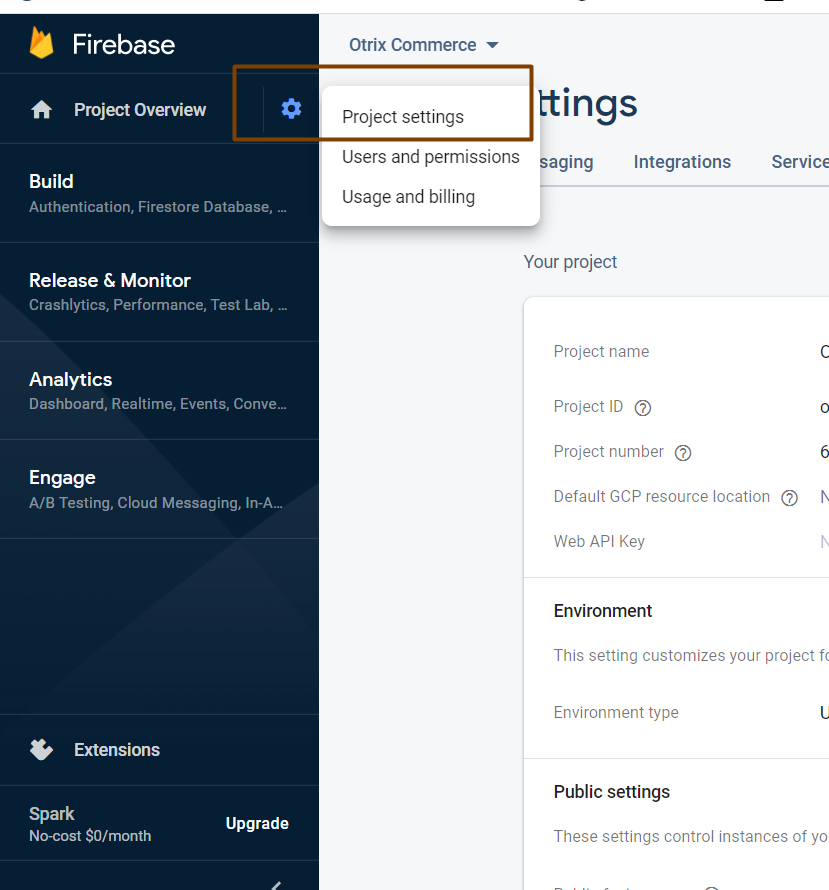 Firebase
Otrix Commerce
Project Overview
Project settings
Users and permissions
Usage and billing
ttings
saging Integrations Service
Build
Authentication, Firestore Database, ...
Release & Monitor
Crashlytics, Performance, Test Lab, ...
Analytics
Dashboard, Realtime, Events, Conve...
Engage
A/B Testing, Cloud Messaging, In-A...
Extensions
Spark
No-cost $0/month
Upgrade
Your project
Project name
Project ID
Project number 6
Default GCP resource location N
Web API Key N
Environment
This setting customizes your project fo
Environment type U
Public settings
These settings control instances of yo